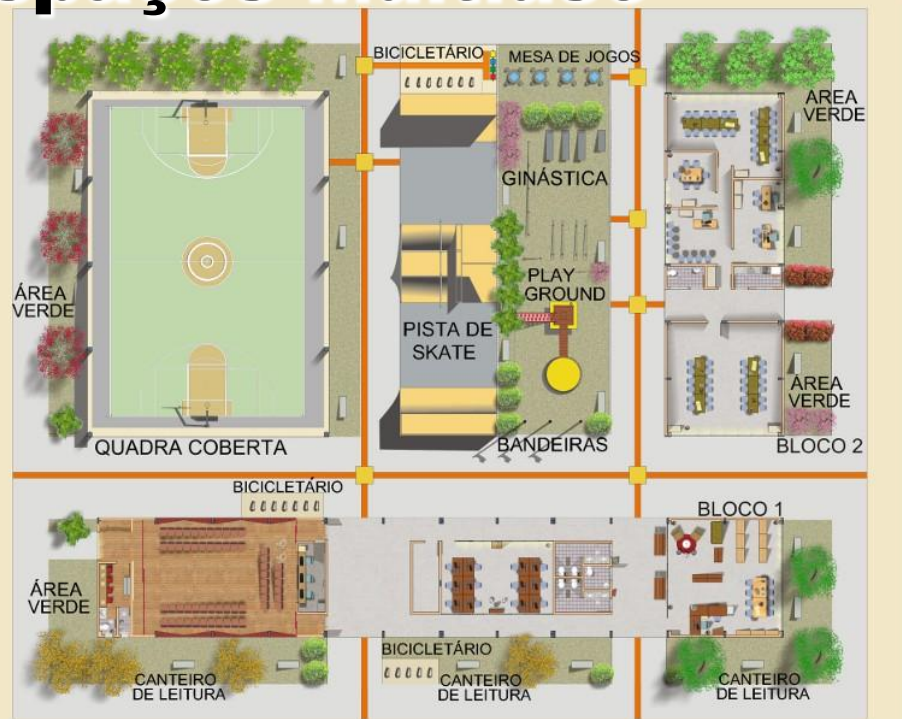 BICICLETÁRIO
MESA DE JOGOS
ÁREA
VERDE
GINÁSTICA
ÁREA
VERDE
PLAY
GROUND
PISTA DE
SKATE
ÁREA
VERDE
QUADRA COBERTA
BANDEIRAS
BLOCO 2
BICICLETÁRIO
BLOCO 1
ÁREA
VERDE
BICICLETÁRIO
CANTEIRO
DE LEITURA
CANTEIRO
DE LEITURA
CANTEIRO
DE LEITURA